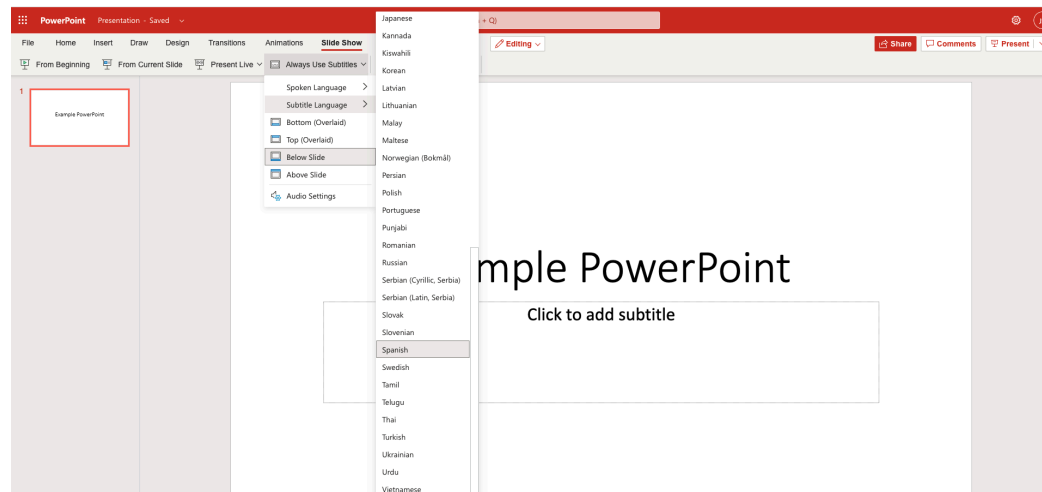 PowerPoint Presentation - Saved
+ Q)
File Home Insert Draw Design Transitions Animations Slide Show Editing Share Comments Present
From Beginning From Current Slide Present Live Always Use Subtitles
Spoken Language
Subtitle Language
Bottom (Overlaid)
Top (Overlaid)
Below Slide
Above Slide
Audio Settings
Japanese
Kannada
Kiswahili
Korean
Latvian
Lithuanian
Malay
Maltese
Norwegian (Bokmål)
Persian
Polish
Portuguese
Punjabi
Romanian
Russian
Serbian (Cyrillic, Serbia)
Serbian (Latin, Serbia)
Slovak
Slovenian
Spanish
Swedish
Tamil
Telugu
Thai
Turkish
Ukrainian
Urdu
Vietnamese
1
Example PowerPoint
mple PowerPoint
Click to add subtitle